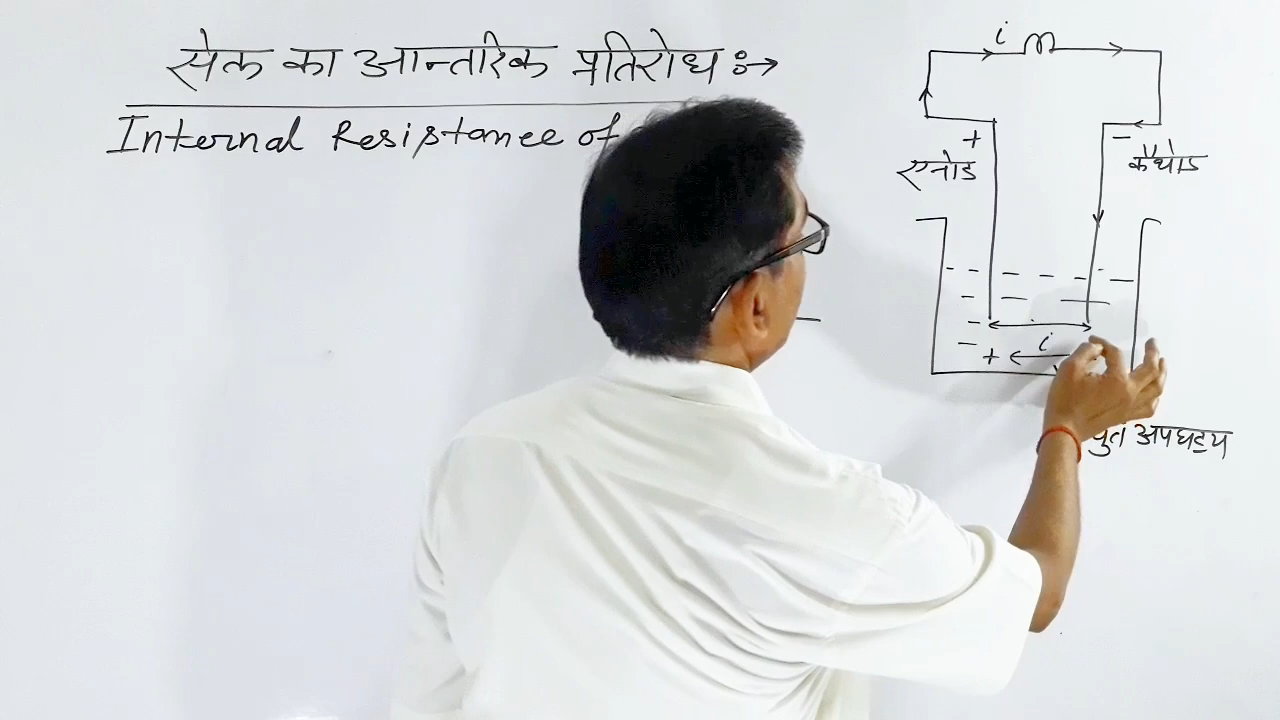 सेल का आन्तरिक प्रतिरोध :→
Internal Resistance of
i
+
−
एनोड
कैथोड
i
+
अपघट्य